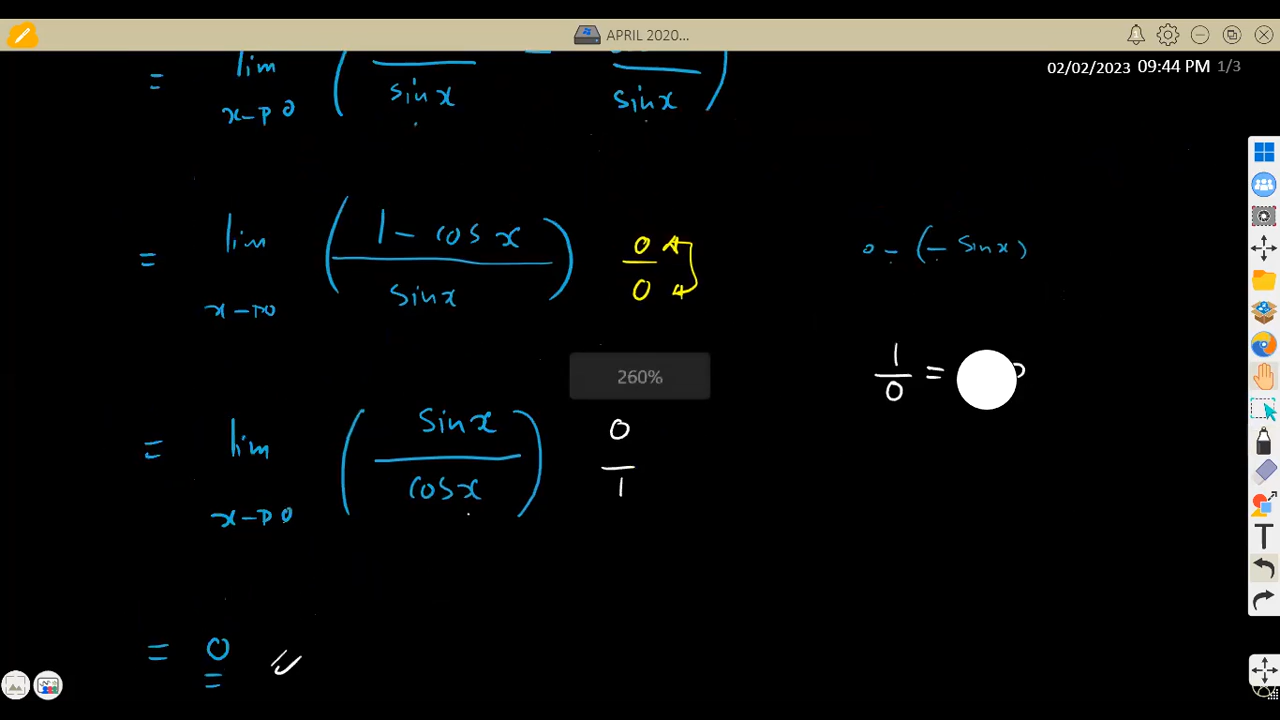 APRIL 2020...
02/02/2023 09:44 PM 1/3
= lim x→0 ( / sin x − / sin x )
= lim x→0 ( 1 − cos x / sin x ) 0/0
0 − (− sin x)
1/0 =
260%
= lim x→0 ( sin x / cos x ) 0/1
= 0
T